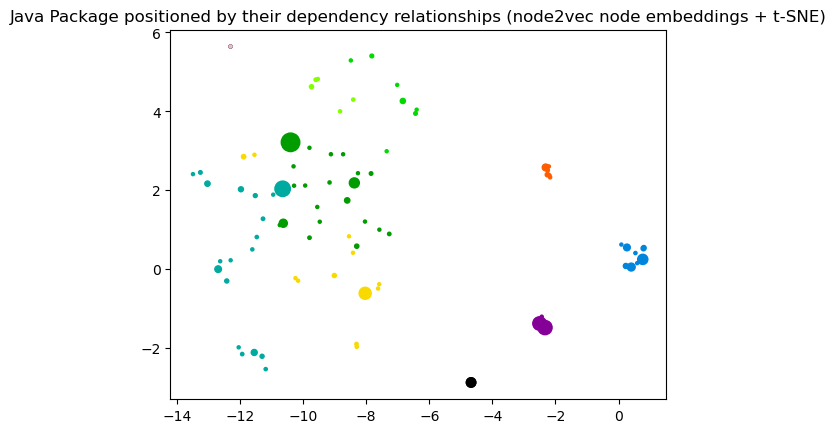 Java Package positioned by their dependency relationships (node2vec node embeddings + t-SNE)
6
4
2
0
−2
−14 −12 −10 −8 −6 −4 −2 0